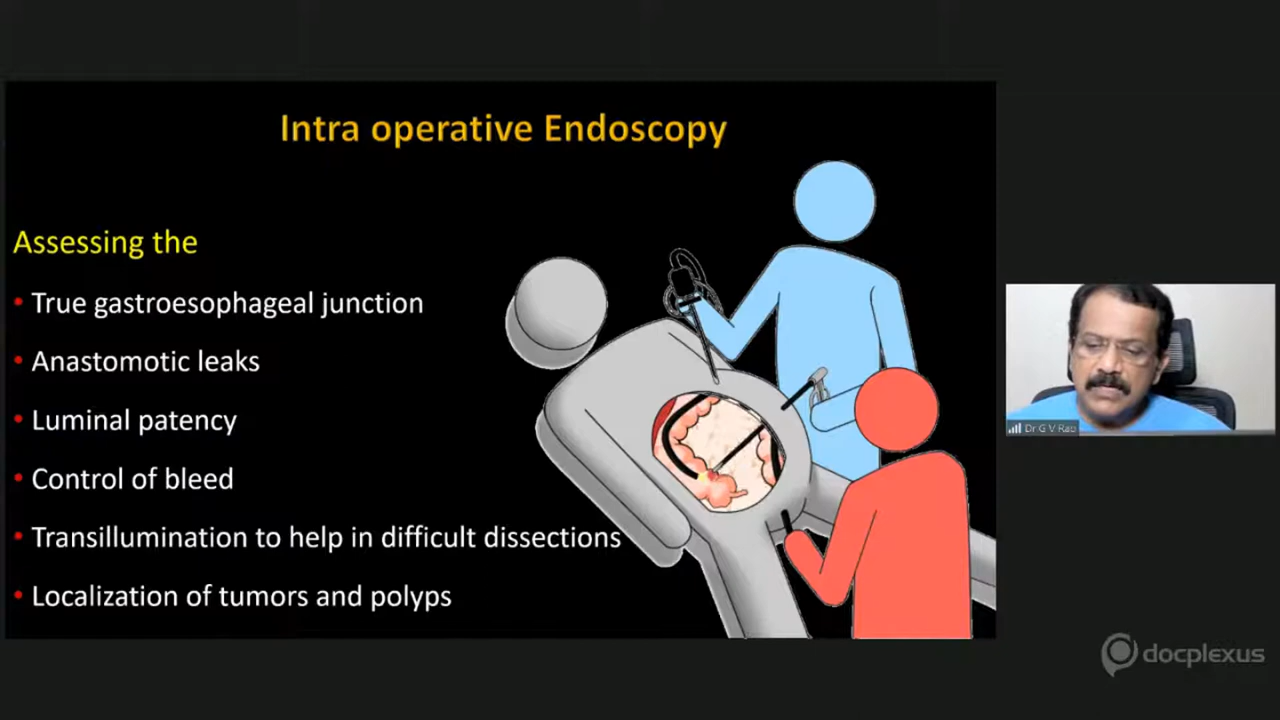 Intra operative Endoscopy
Assessing the
• True gastroesophageal junction
• Anastomotic leaks
• Luminal patency
• Control of bleed
• Transillumination to help in difficult dissections
• Localization of tumors and polyps
Dr G V Rao
docplexus